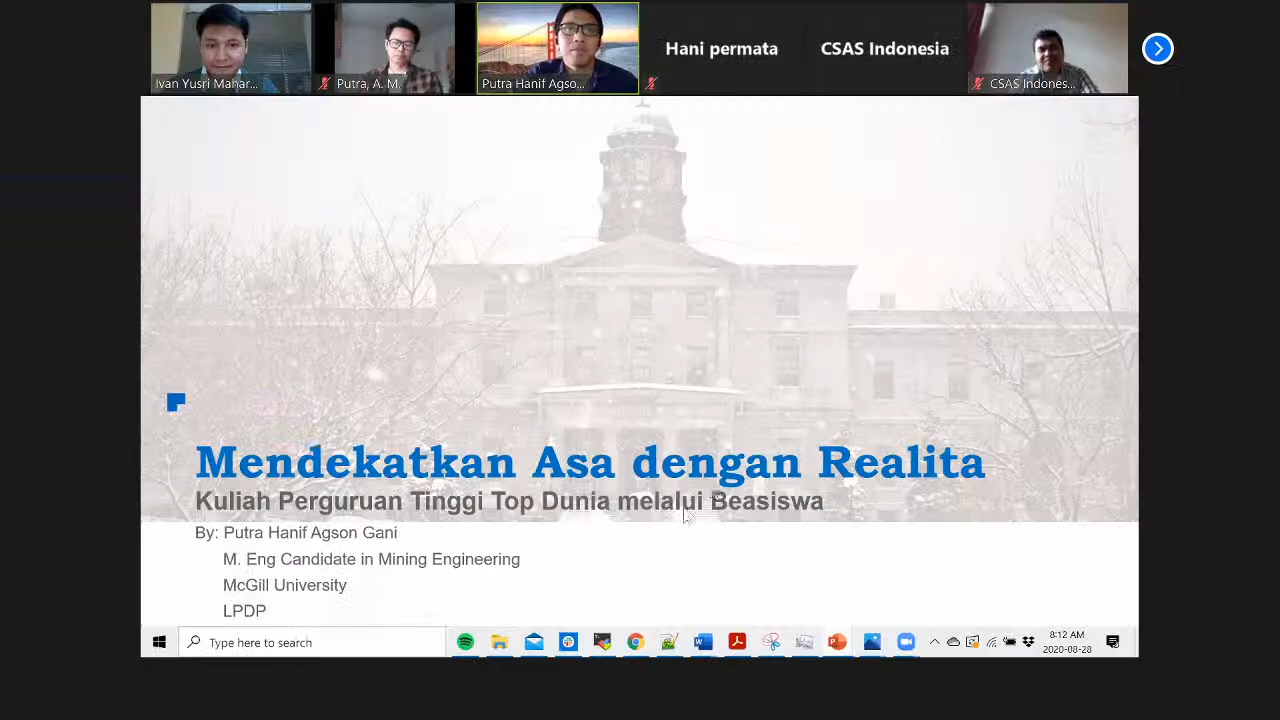 Ivan Yusri Mahar...
Putra, A. M.
Putra Hanif Agso...
Hani permata
CSAS Indonesia
CSAS Indones...
Mendekatkan Asa dengan Realita
Kuliah Perguruan Tinggi Top Dunia melalui Beasiswa
By: Putra Hanif Agson Gani
M. Eng Candidate in Mining Engineering
McGill University
LPDP
Type here to search
8:12 AM
2020-08-28